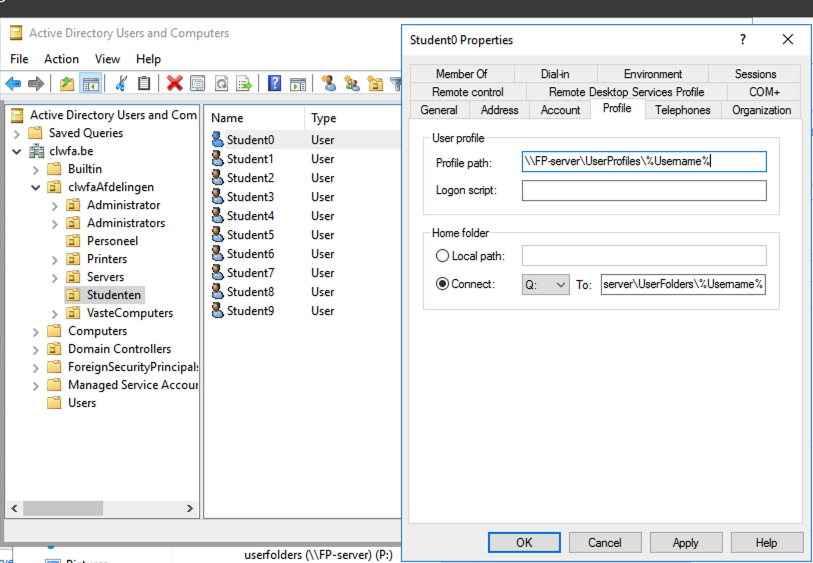 Active Directory Users and Computers
File Action View Help
Active Directory Users and Com
Saved Queries
clwfa.be
Builtin
clwfaAfdelingen
Administrator
Administrators
Personeel
Printers
Servers
Studenten
VasteComputers
Computers
Domain Controllers
ForeignSecurityPrincipals
Managed Service Accour
Users
Name Type
Student0 User
Student1 User
Student2 User
Student3 User
Student4 User
Student5 User
Student6 User
Student7 User
Student8 User
Student9 User
Student0 Properties
Member Of Dial-in Environment Sessions
Remote control Remote Desktop Services Profile COM+
General Address Account Profile Telephones Organization
User profile
Profile path: \\FP-server\UserProfiles\%Username%
Logon script:
Home folder
Local path:
Connect: Q: To: server\UserFolders\%Username%
OK Cancel Apply Help
userfolders (\\FP-server) (P:)